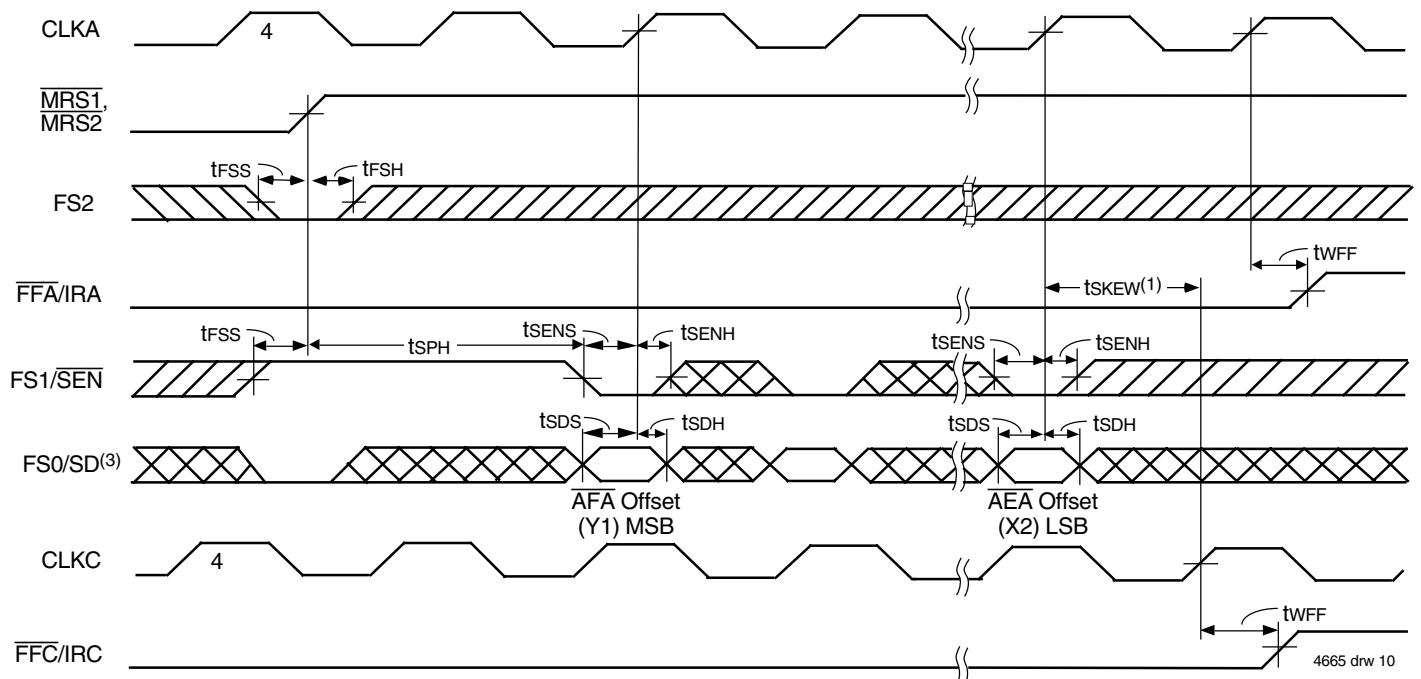 CLKA
4
MRS1,
MRS2
tFSS
tFSH
FS2
tWFF
FFA/IRA
tSKEW(1)
tFSS
tSPH
tSENS
tSENH
tSENS
tSENH
FS1/SEN
tSDS
tSDH
tSDS
tSDH
FS0/SD(3)
AFA Offset
(Y1) MSB
AEA Offset
(X2) LSB
CLKC
4
tWFF
FFC/IRC
4665 drw 10